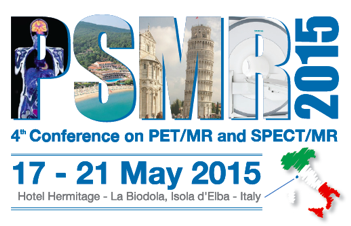 PSMR 2015
4th Conference on PET/MR and SPECT/MR
17 - 21 May 2015
Hotel Hermitage - La Biodola, Isola d'Elba - Italy